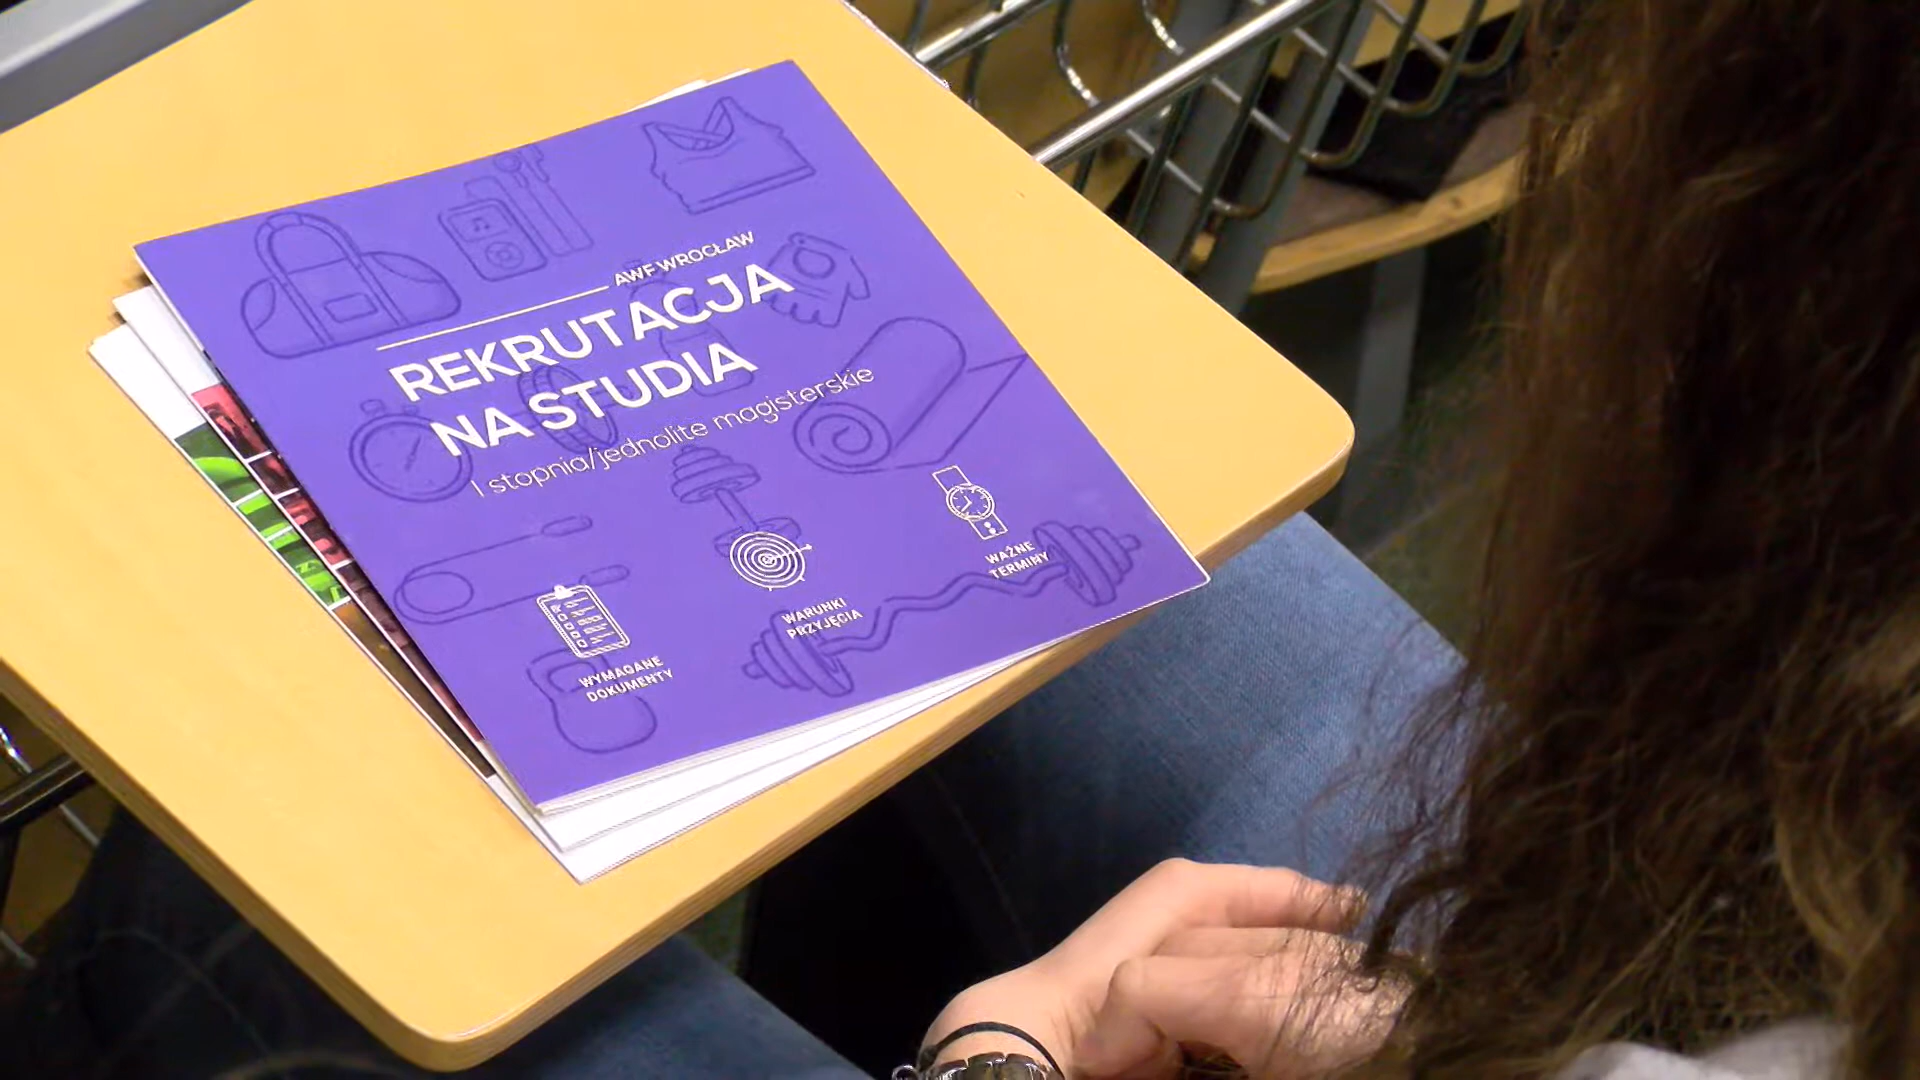 AWF WROCŁAW
REKRUTACJA
NA STUDIA
I stopnia/jednolite magisterskie
WAŻNE
TERMINY
WARUNKI
PRZYJĘCIA
WYMAGANE
DOKUMENTY